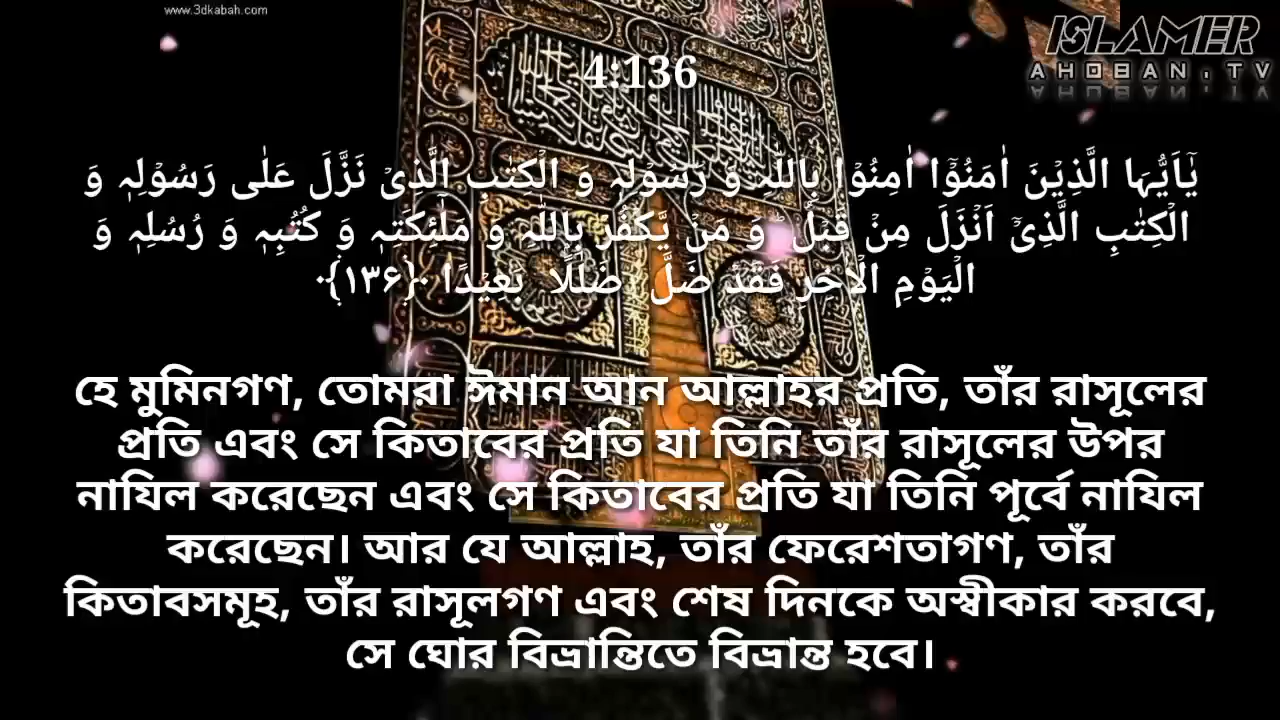 www.3dkabah.com
ISLAMER
AHOBAN.TV
4:136
یٰۤاَیُّہَا الَّذِیۡنَ اٰمَنُوۡۤا اٰمِنُوۡا بِاللّٰہِ وَ رَسُوۡلِہٖ وَ الۡکِتٰبِ الَّذِیۡ نَزَّلَ عَلٰی رَسُوۡلِہٖ وَ
الۡکِتٰبِ الَّذِیۡۤ اَنۡزَلَ مِنۡ قَبۡلُ ؕ وَ مَنۡ یَّکۡفُرۡ بِاللّٰہِ وَ مَلٰٓئِکَتِہٖ وَ کُتُبِہٖ وَ رُسُلِہٖ وَ
الۡیَوۡمِ الۡاٰخِرِ فَقَدۡ ضَلَّ ضَلٰلًۢا بَعِیۡدًا ﴿۱۳۶﴾
হে মুমিনগণ, তোমরা ঈমান আন আল্লাহর প্রতি, তাঁর রাসূলের
প্রতি এবং সে কিতাবের প্রতি যা তিনি তাঁর রাসূলের উপর
নাযিল করেছেন এবং সে কিতাবের প্রতি যা তিনি পূর্বে নাযিল
করেছেন। আর যে আল্লাহ, তাঁর ফেরেশতাগণ, তাঁর
কিতাবসমূহ, তাঁর রাসূলগণ এবং শেষ দিনকে অস্বীকার করবে,
সে ঘোর বিভ্রান্তিতে বিভ্রান্ত হবে।